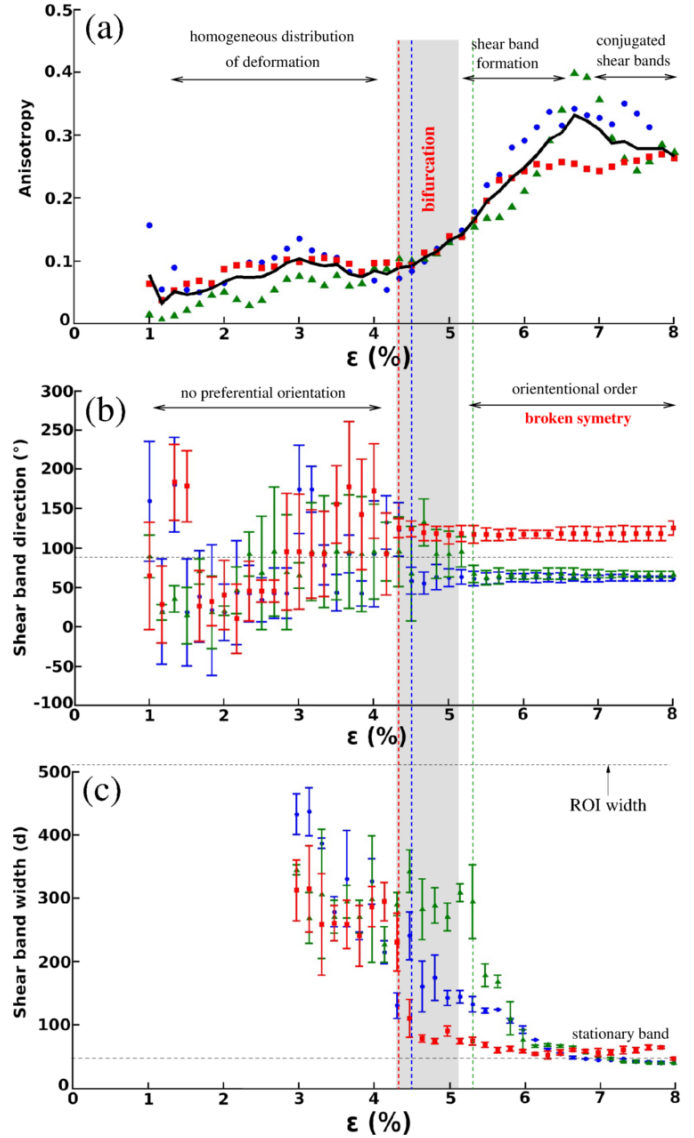 (a)
homogeneous distribution
of deformation
shear band
formation
conjugated
shear bands
bifurcation
Anisotropy
0.5
0.4
0.3
0.2
0.1
0
0 1 2 3 4 5 6 7 8
ε (%)
(b)
no preferential orientation
oriententional order
broken symetry
Shear band direction (°)
300
250
200
150
100
50
0
-50
-100
0 1 2 3 4 5 6 7 8
ε (%)
(c)
ROI width
stationary band
Shear band width (d)
500
400
300
200
100
0
0 1 2 3 4 5 6 7 8
ε (%)